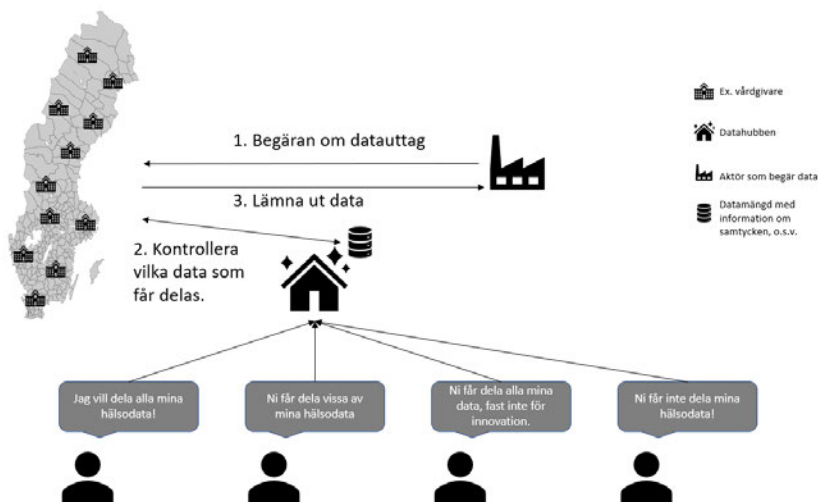 1. Begäran om datauttag
3. Lämna ut data
2. Kontrollera
vilka data som
får delas.
Ex. vårdgivare
Datahubben
Aktör som begär data
Datamängd med
information om
samtycken, o.s.v.
Jag vill dela alla mina
hälsodata!
Ni får dela vissa av
mina hälsodata
Ni får dela alla mina
data, fast inte för
innovation.
Ni får inte dela mina
hälsodata!